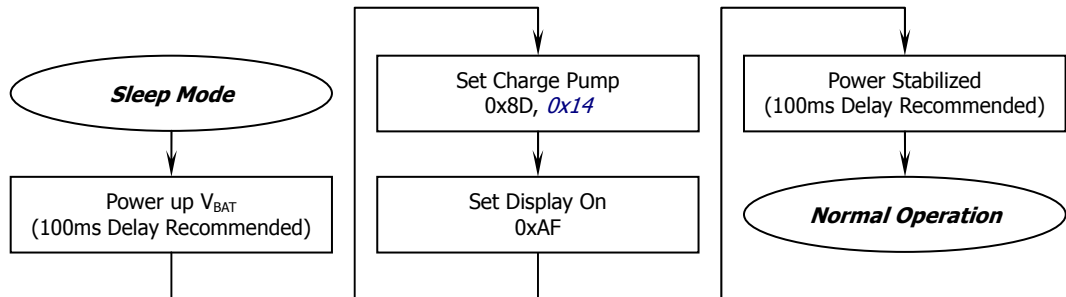 Sleep Mode
Power up VBAT
(100ms Delay Recommended)
Set Charge Pump
0x8D, 0x14
Set Display On
0xAF
Power Stabilized
(100ms Delay Recommended)
Normal Operation